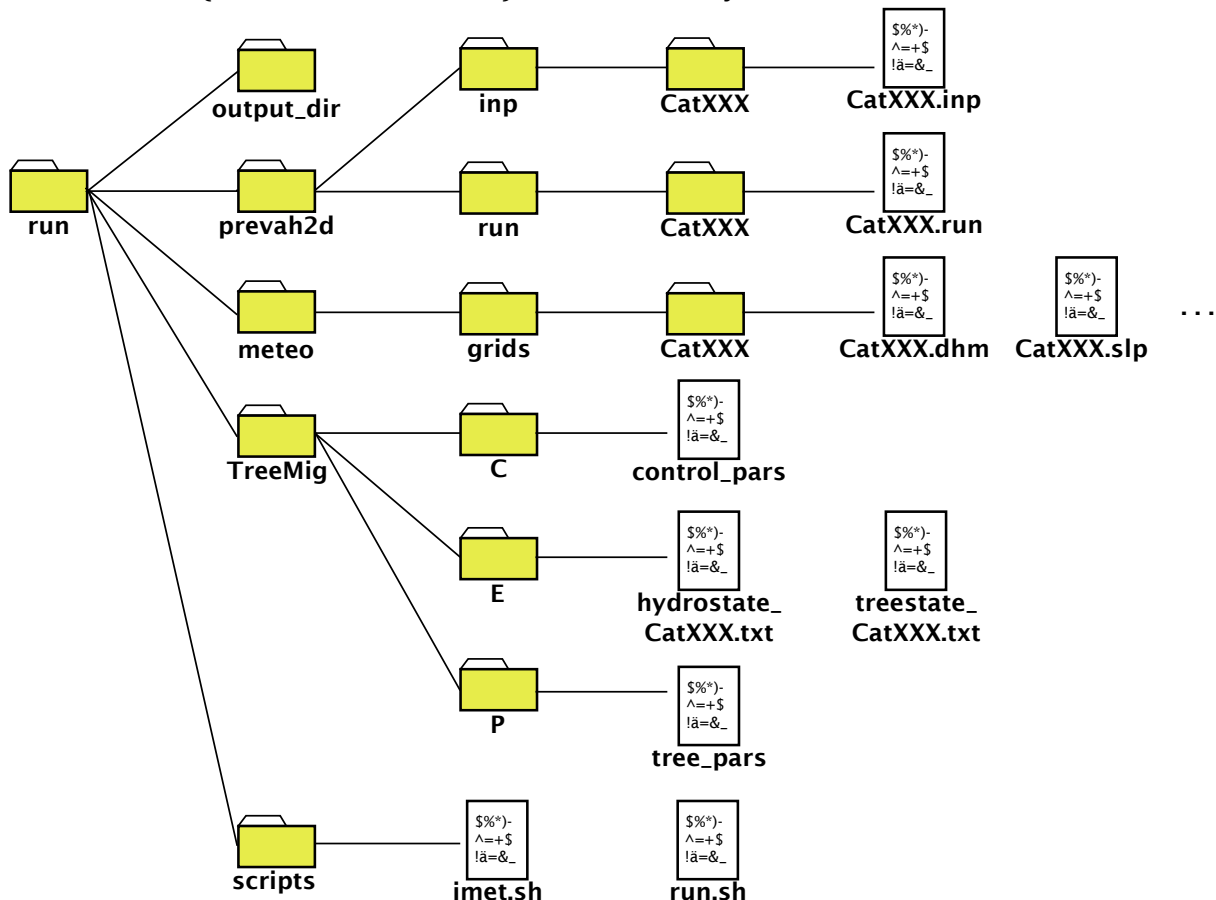 $%*)-
^=+$
!ä=&_
output_dir
inp
CatXXX
CatXXX.inp
$%*)-
^=+$
!ä=&_
run
prevah2d
run
CatXXX
CatXXX.run
$%*)-
^=+$
!ä=&_
$%*)-
^=+$
!ä=&_
...
meteo
grids
CatXXX
CatXXX.dhm
CatXXX.slp
$%*)-
^=+$
!ä=&_
TreeMig
C
control_pars
$%*)-
^=+$
!ä=&_
$%*)-
^=+$
!ä=&_
E
hydrostate_
CatXXX.txt
treestate_
CatXXX.txt
$%*)-
^=+$
!ä=&_
P
tree_pars
$%*)-
^=+$
!ä=&_
$%*)-
^=+$
!ä=&_
scripts
imet.sh
run.sh